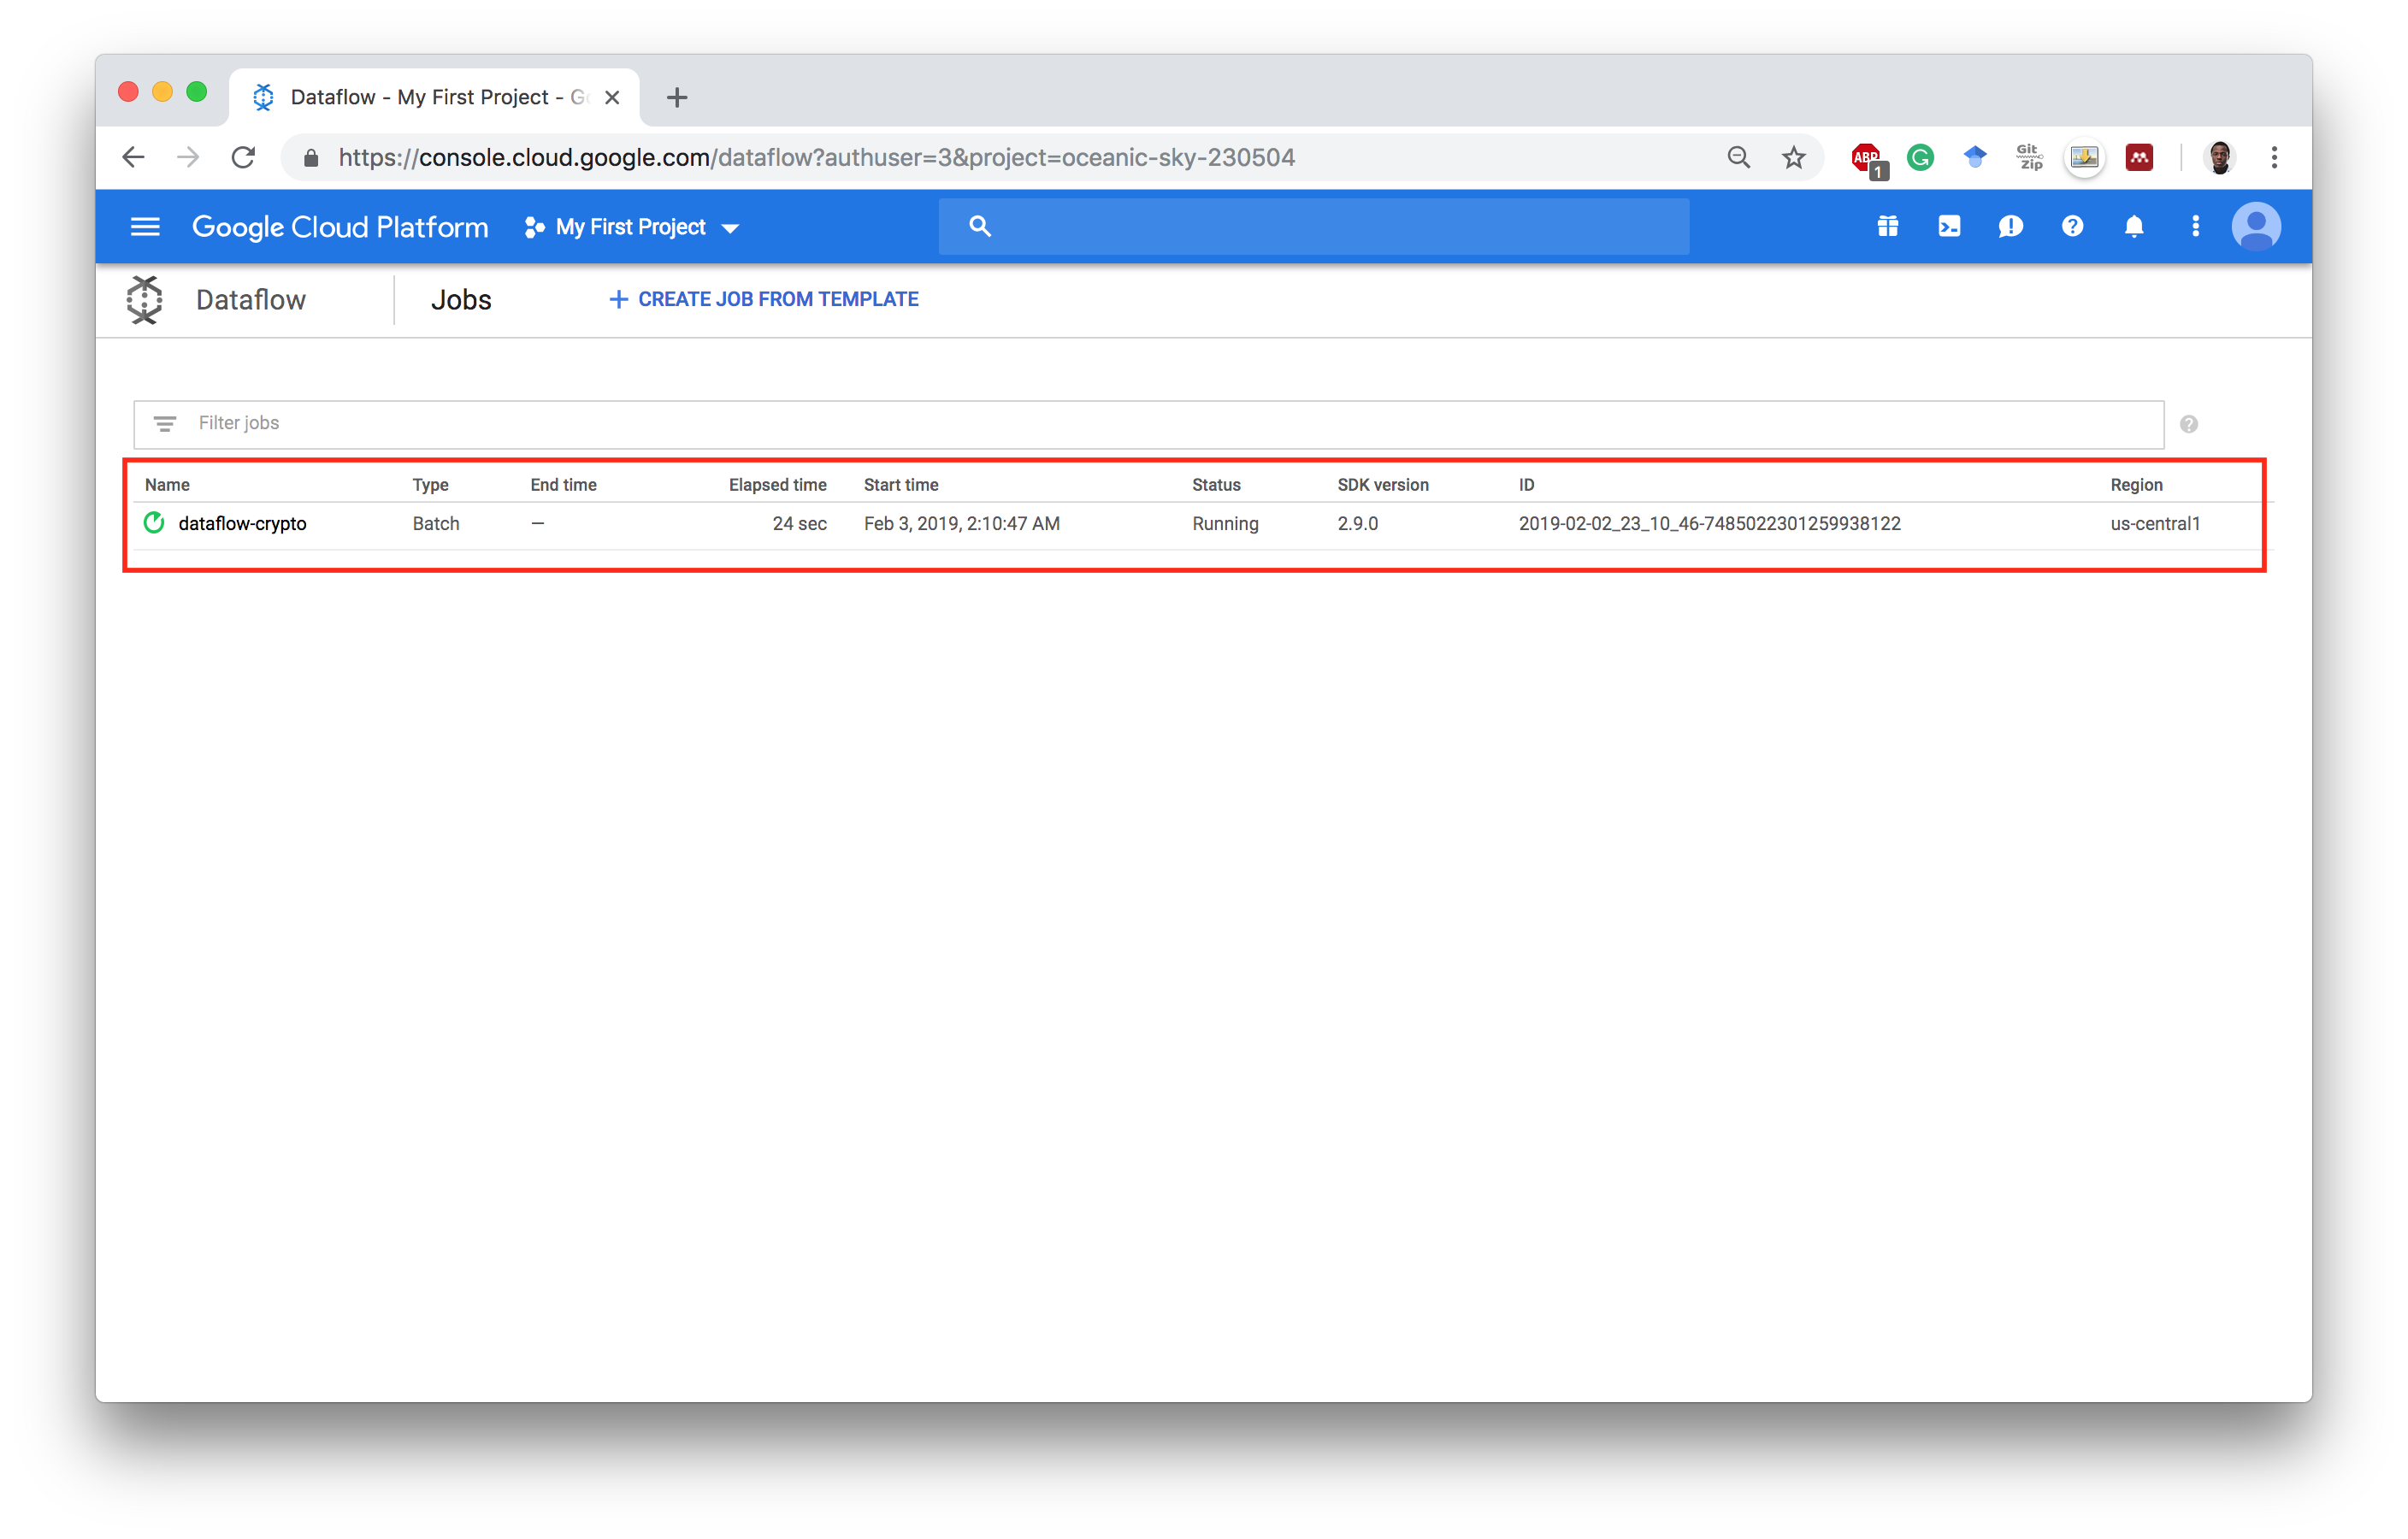 Dataflow - My First Project - Go
https://console.cloud.google.com/dataflow?authuser=3&project=oceanic-sky-230504
ABP 1 Git Zip
Google Cloud Platform My First Project
Dataflow Jobs CREATE JOB FROM TEMPLATE
Filter jobs
Name Type End time Elapsed time Start time Status SDK version ID Region
dataflow-crypto Batch — 24 sec Feb 3, 2019, 2:10:47 AM Running 2.9.0 2019-02-02_23_10_46-7485022301259938122 us-central1